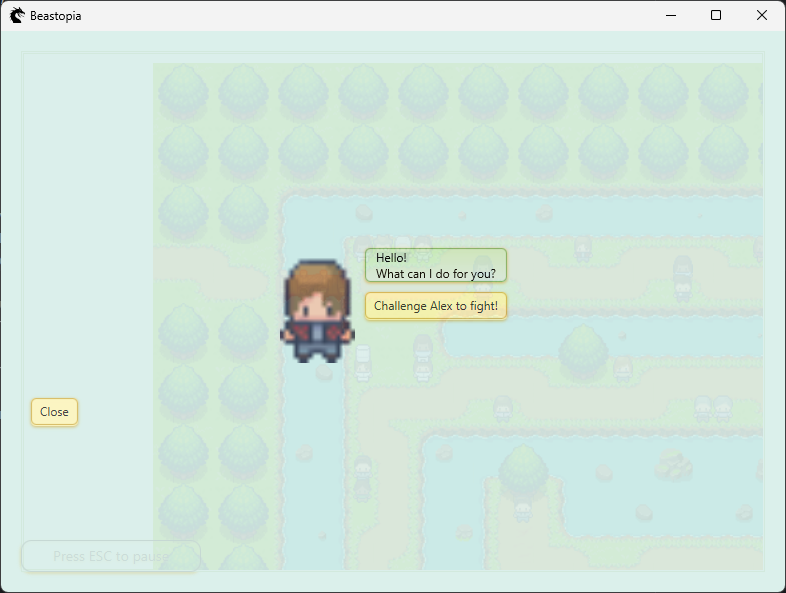 Beastopia
Hello!
What can I do for you?
Challenge Alex to fight!
Close
Press ESC to pause